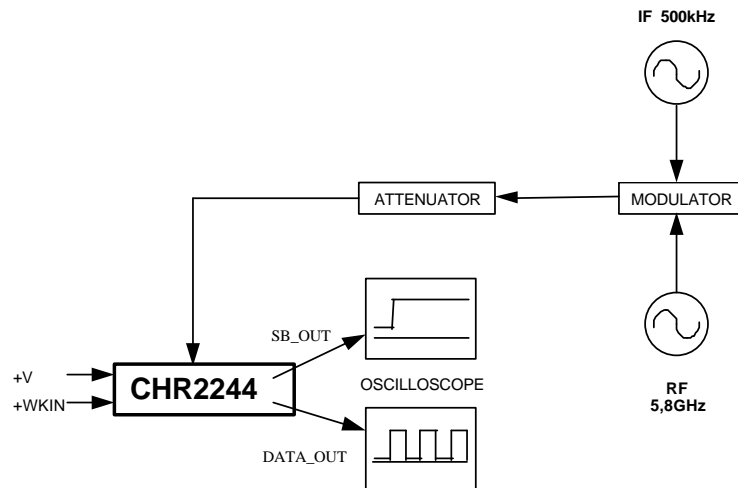 IF 500kHz
ATTENUATOR
MODULATOR
SB_OUT
+V
+WKIN
CHR2244
OSCILLOSCOPE
RF
5,8GHz
DATA_OUT